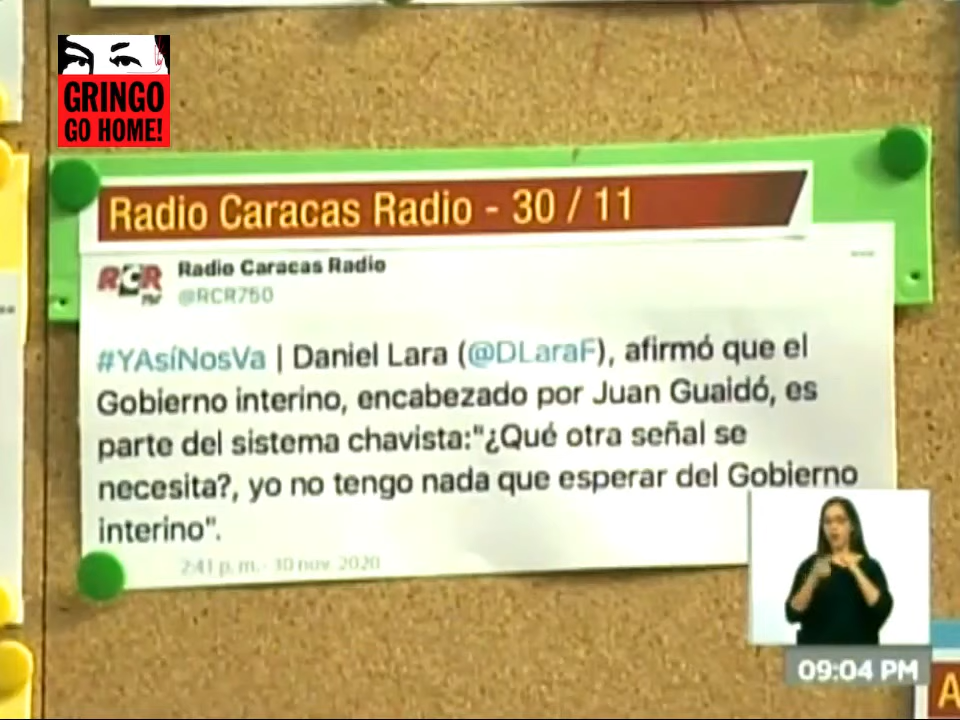 GRINGO
GO HOME!
Radio Caracas Radio - 30 / 11
RCR
750
Radio Caracas Radio
@RCR750
#YAsíNosVa | Daniel Lara (@DLaraF), afirmó que el
Gobierno interino, encabezado por Juan Guaidó, es
parte del sistema chavista:"¿Qué otra señal se
necesita?, yo no tengo nada que esperar del Gobierno
interino".
2:41 p. m. · 30 nov. 2020
09:04 PM
A